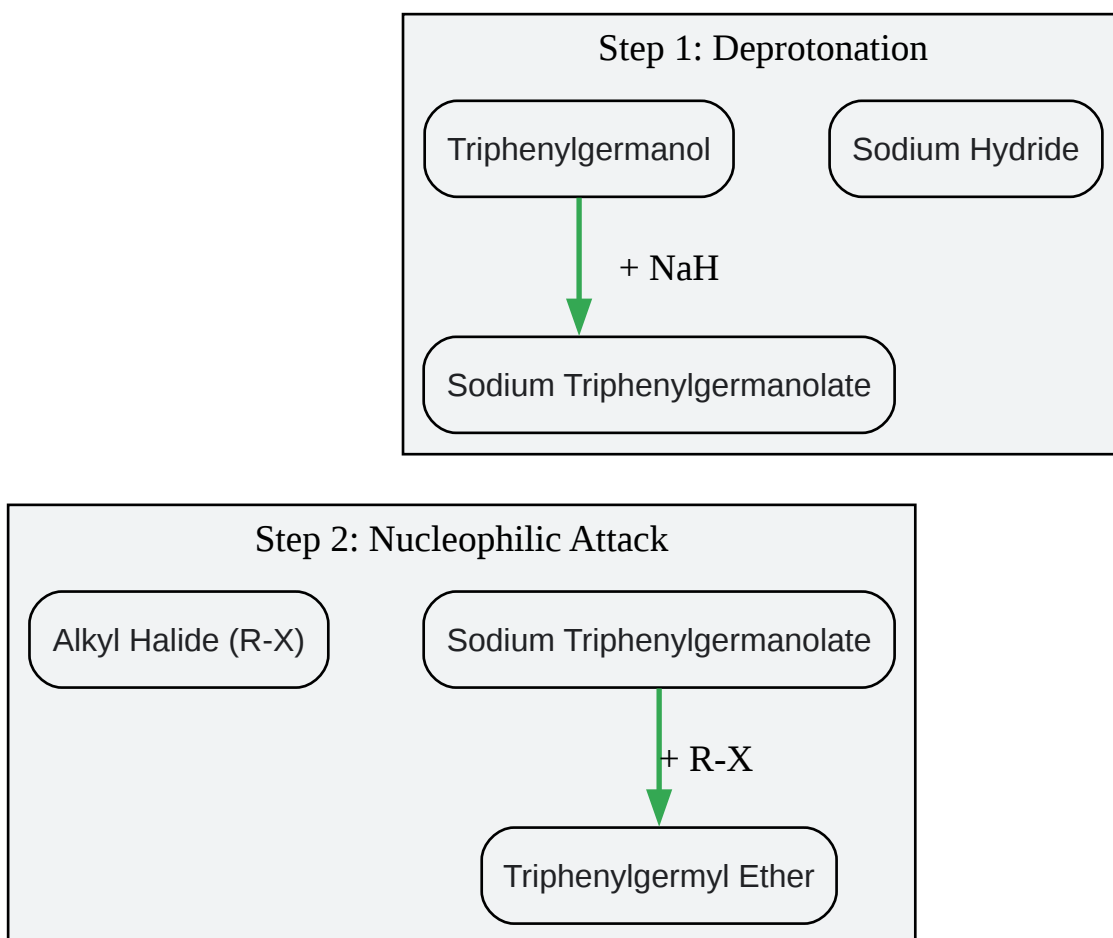 Step 1: Deprotonation
Triphenylgermanol
Sodium Hydride
+ NaH
Sodium Triphenylgermanolate
Step 2: Nucleophilic Attack
Alkyl Halide (R-X)
Sodium Triphenylgermanolate
+ R-X
Triphenylgermyl Ether